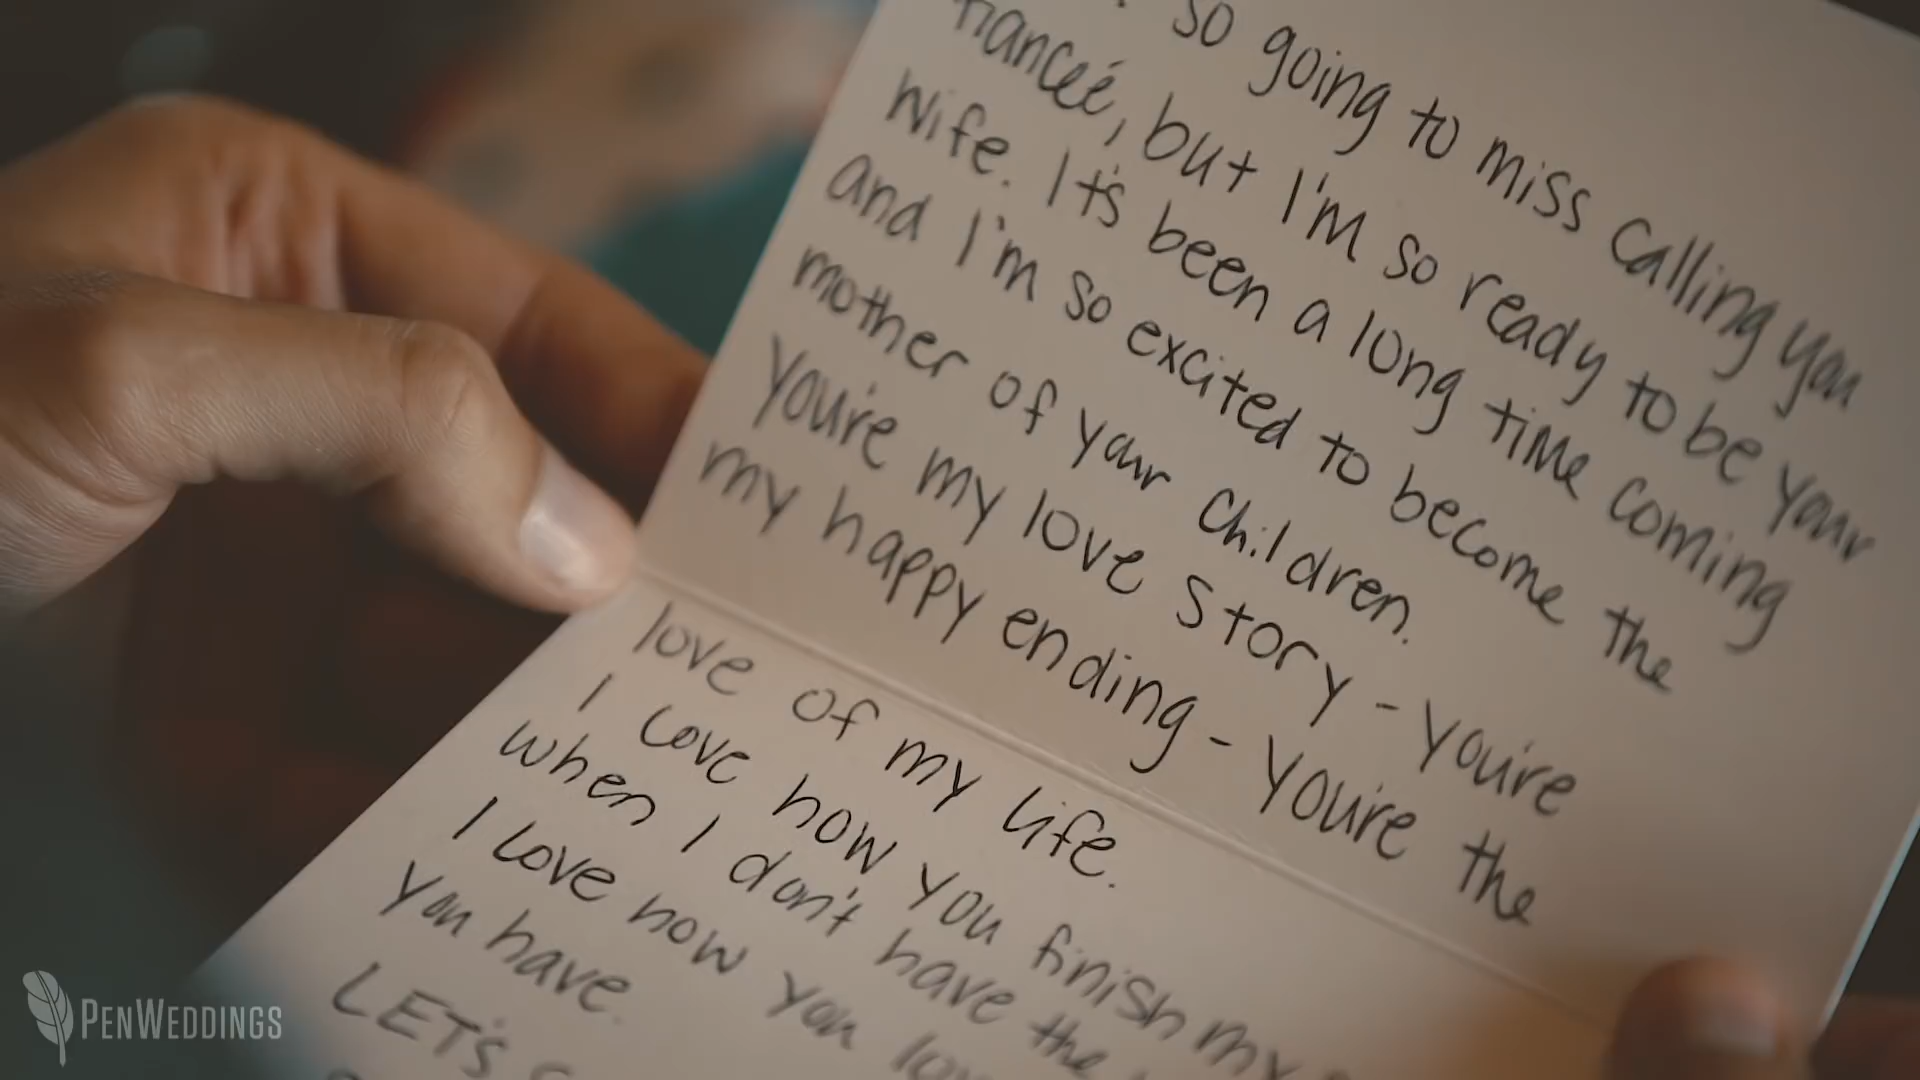 so going to miss calling you
fianceé, but I'm so ready to be your
wife. It's been a long time coming
and I'm so excited to become the
mother of your children.
You're my love story - you're
my happy ending - you're the
love of my life.
I love how you finish my
when I don't have the
I love how you
you have.
LET's
PENWEDDINGS